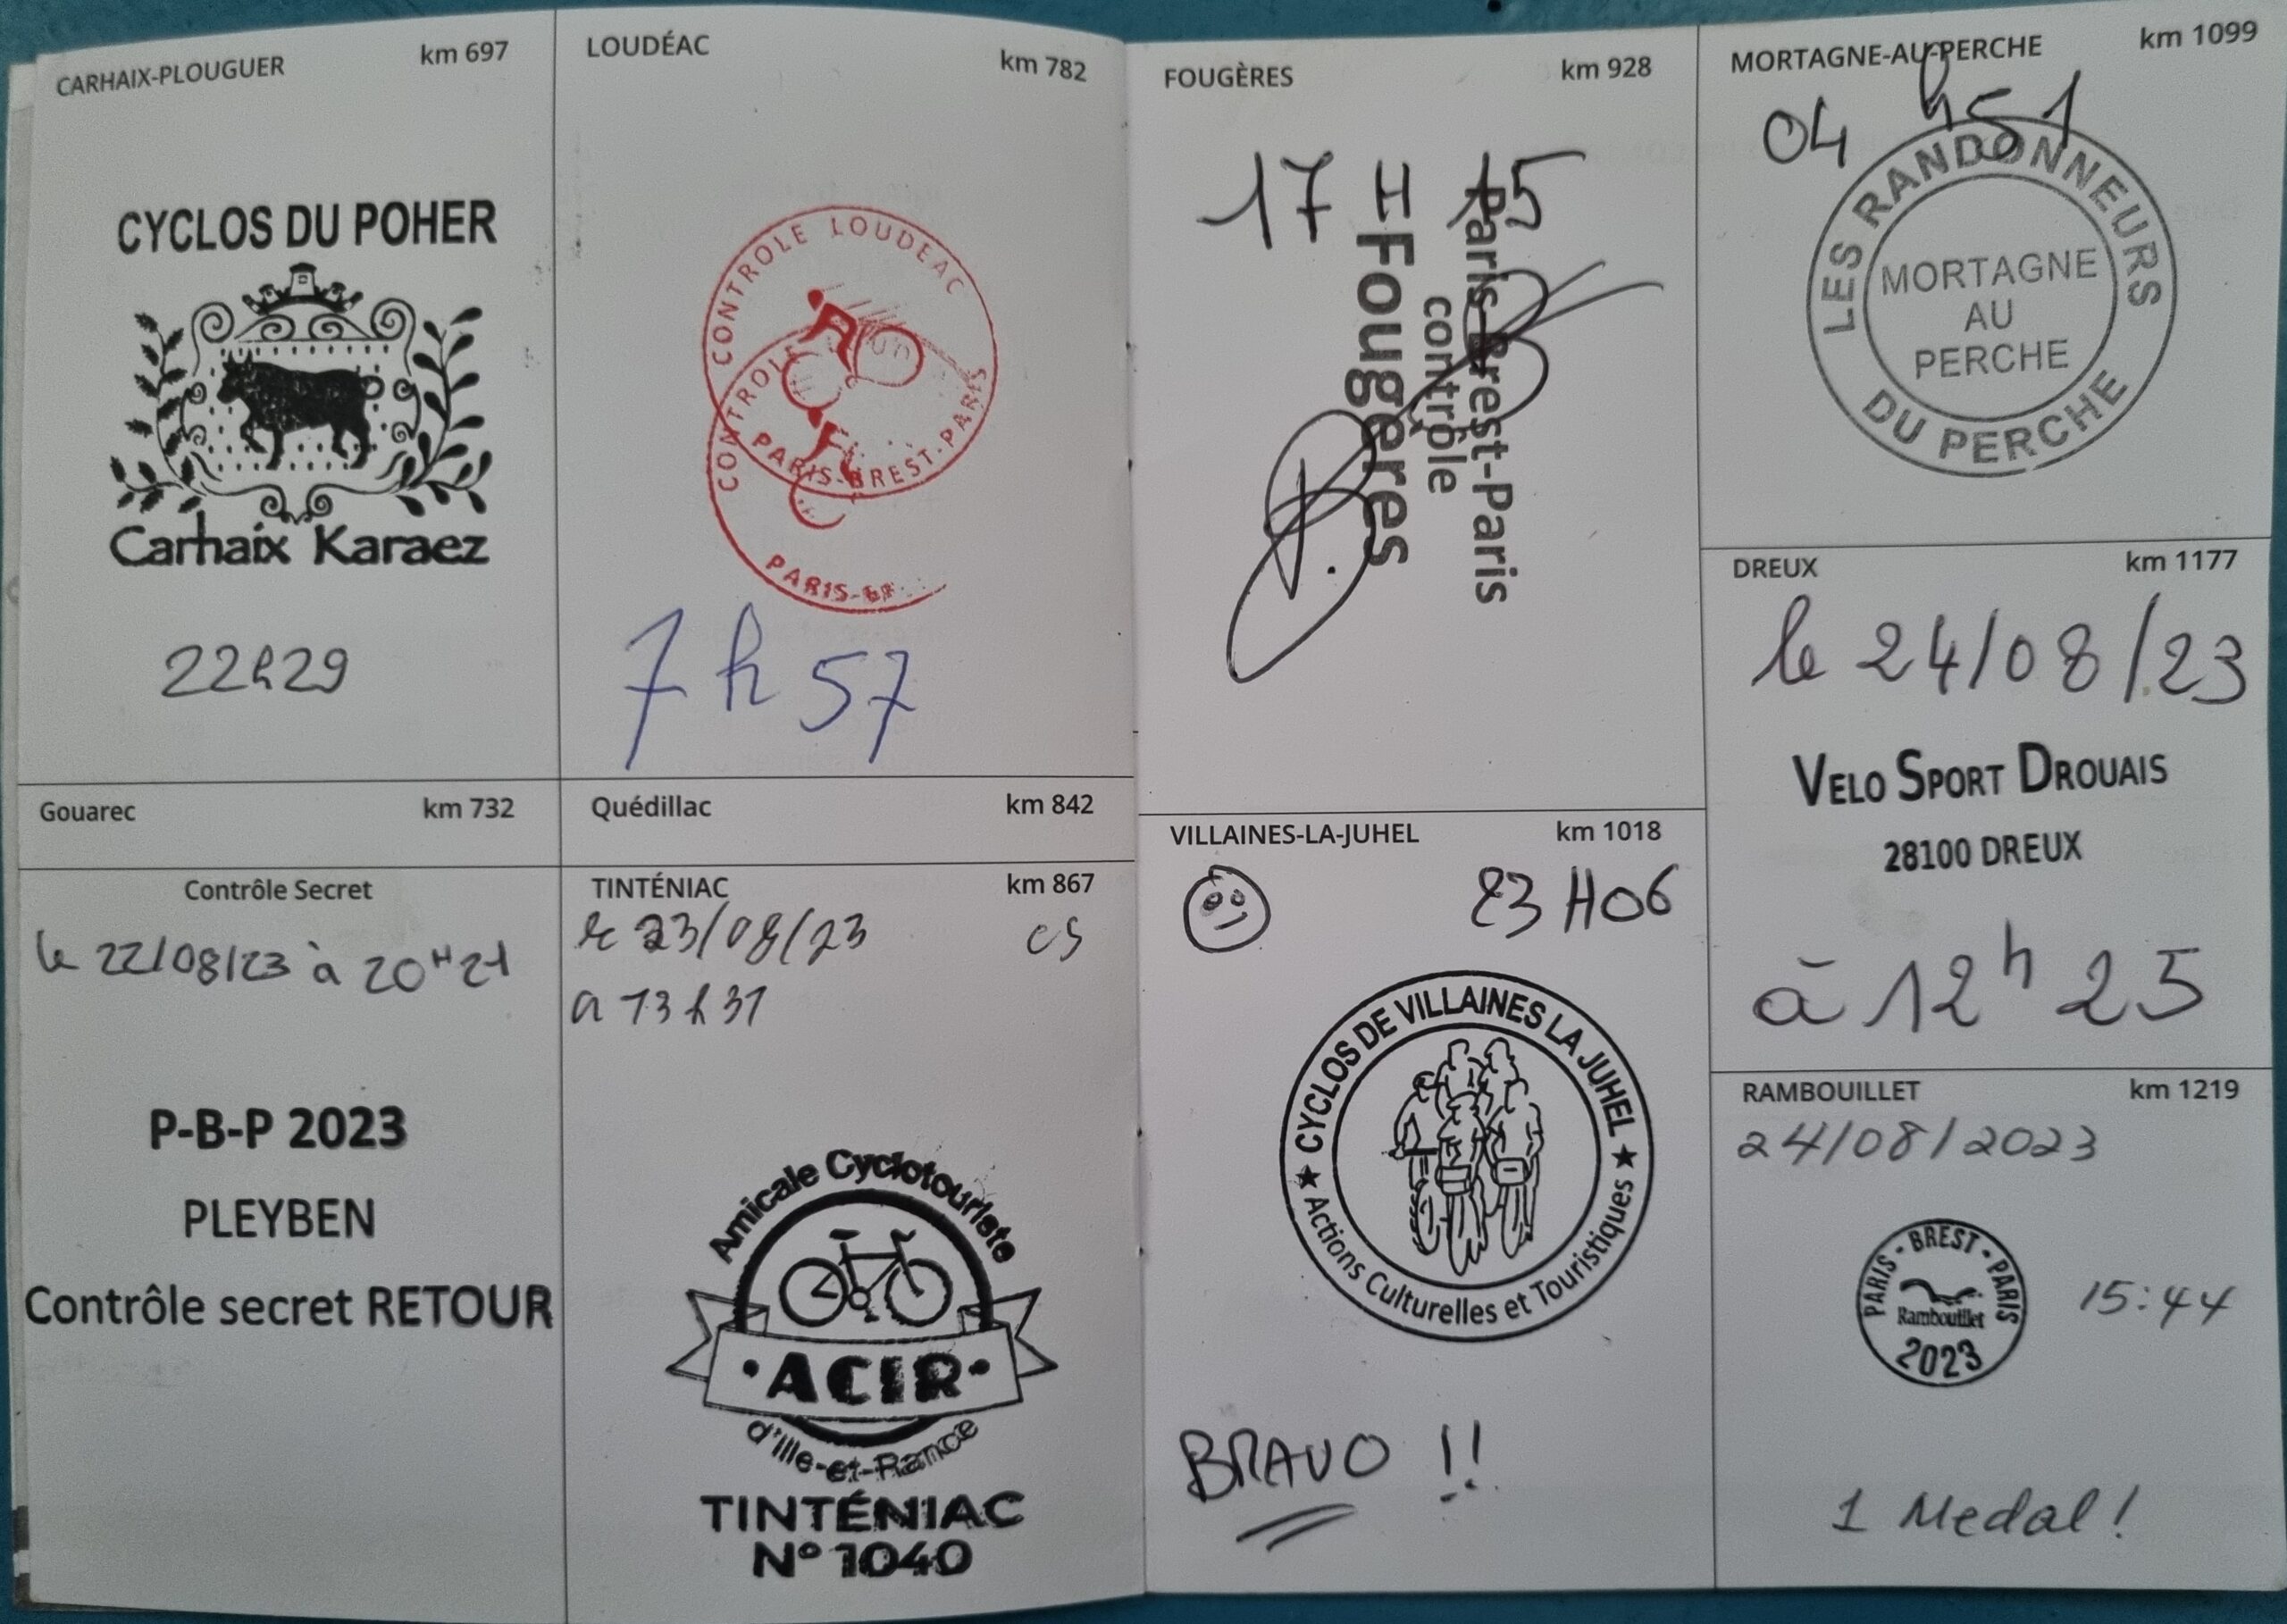 CARHAIX-PLOUGUER km 697
CYCLOS DU POHER
Carhaix Karaez
22h29
Gouarec km 732
Contrôle Secret
le 22/08/23 à 20H21
P-B-P 2023
PLEYBEN
Contrôle secret RETOUR
LOUDÉAC km 782
CONTROLE LOUDEAC
PARIS-BREST-PARIS
CONTROLE
PARIS-BR
7h57
Quédillac km 842
TINTÉNIAC km 867
le 23/08/23 cs
a 13h31
Amicale Cyclotouriste
•ACIR•
d'Ille-et-Rance
TINTÉNIAC
N° 1040
FOUGÈRES km 928
17 H 15
Paris-Brest-Paris
contrôle
Fougères
VILLAINES-LA-JUHEL km 1018
23H06
CYCLOS DE VILLAINES LA JUHEL
★ Actions Culturelles et Touristiques ★
BRAVO !!
MORTAGNE-AU-PERCHE km 1099
04 h51
LES RANDONNEURS
MORTAGNE
AU
PERCHE
DU PERCHE
DREUX km 1177
le 24/08/23
VELO SPORT DROUAIS
28100 DREUX
à 12h25
RAMBOUILLET km 1219
24/08/2023
PARIS - BREST - PARIS
Rambouillet
2023
15:44
1 Medal!